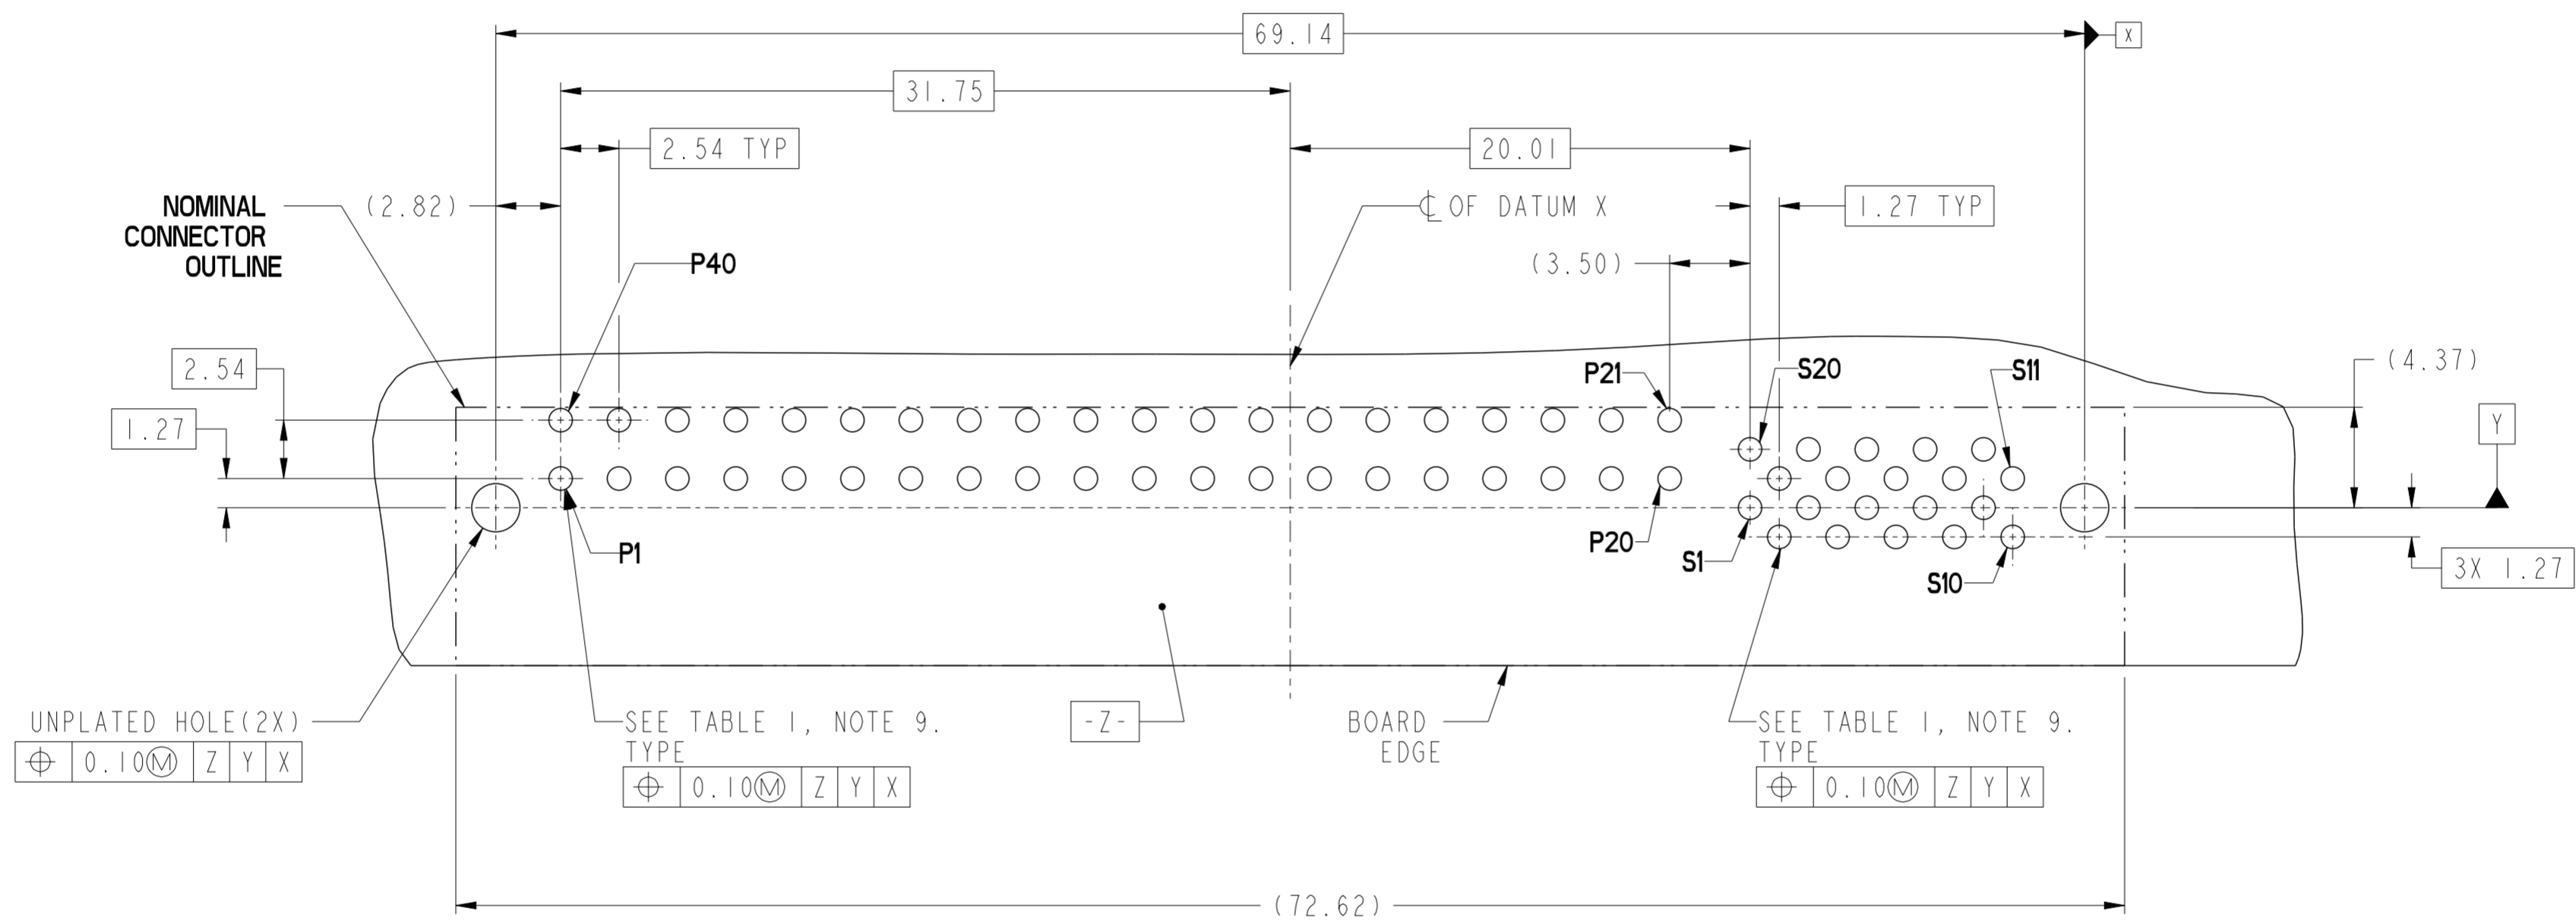 69.14
X
31.75
2.54 TYP
20.01
NOMINAL
CONNECTOR
OUTLINE
(2.82)
℄ OF DATUM X
1.27 TYP
P40
(3.50)
2.54
P21
S20
S11
(4.37)
1.27
Y
P1
P20
S1
S10
3X 1.27
UNPLATED HOLE(2X)
⌖ 0.10Ⓜ Z Y X
SEE TABLE 1, NOTE 9.
TYPE
⌖ 0.10Ⓜ Z Y X
-Z-
BOARD
EDGE
SEE TABLE 1, NOTE 9.
TYPE
⌖ 0.10Ⓜ Z Y X
(72.62)